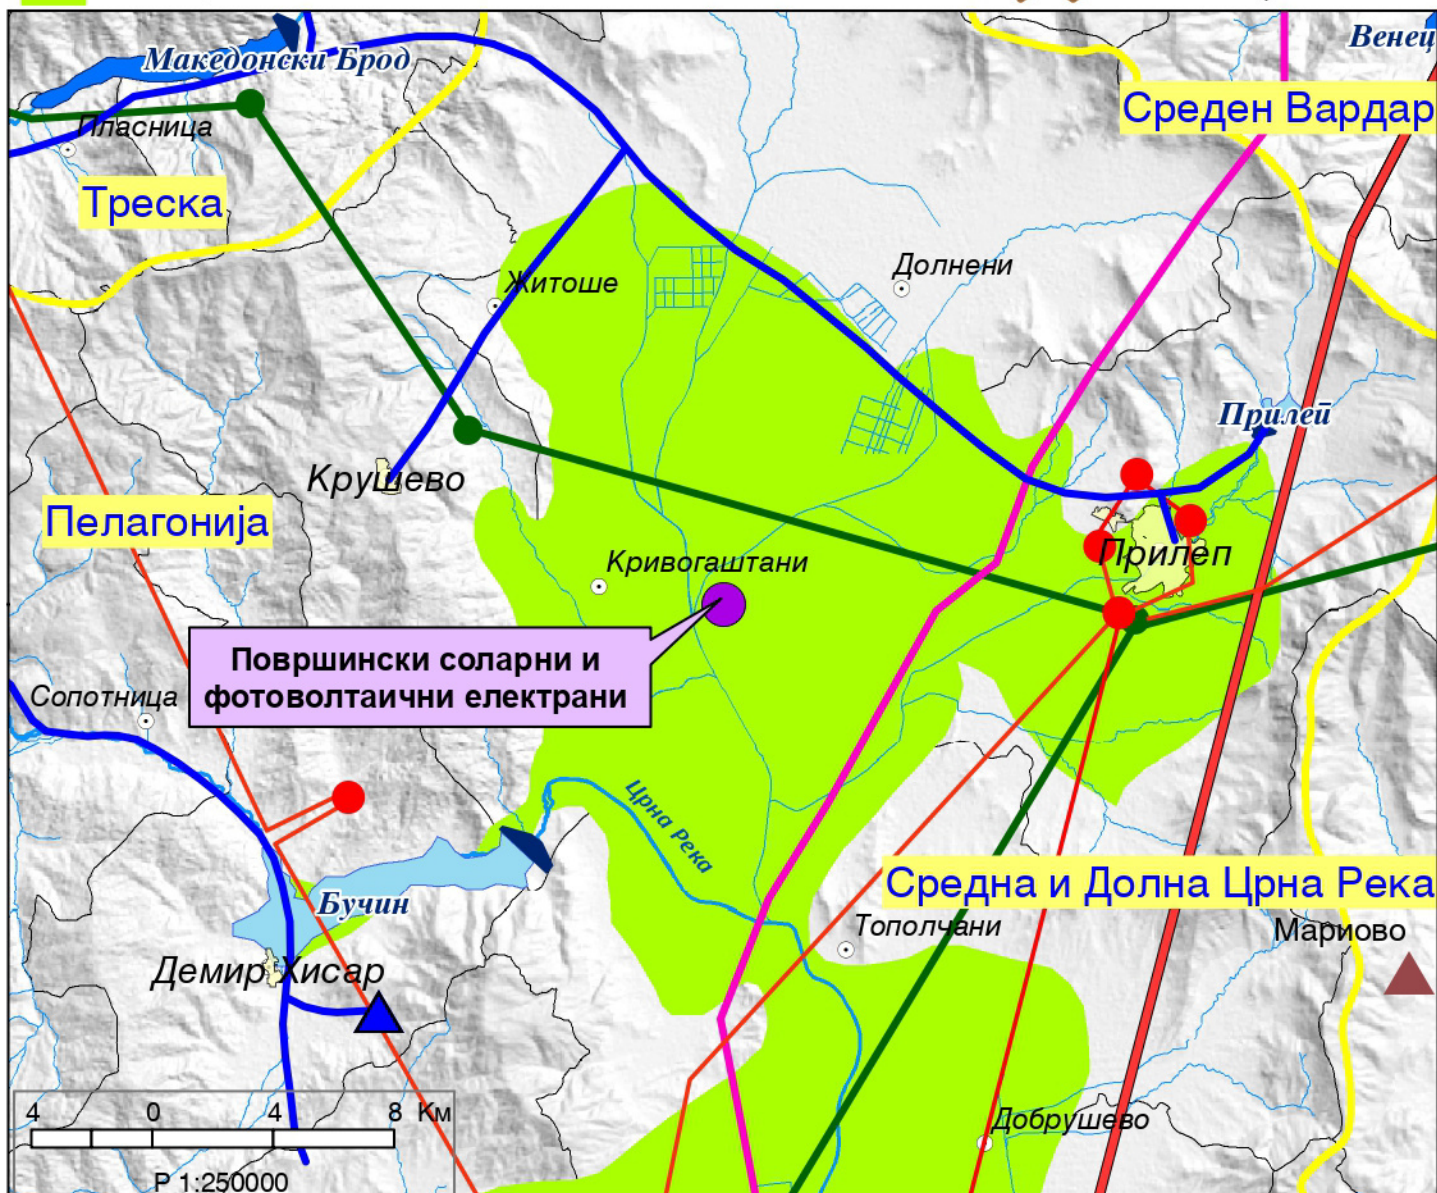 Македонски Брод
Венец
Среден Вардар
Пласница
Треска
Долнени
Житоше
Прилеп
Крушево
Пелагонија
Прилеп
Кривогаштани
Површински соларни и
фотоволтаични електрани
Сопотница
Црна Река
Средна и Долна Црна Река
Бучин
Тополчани
Мариово
Демир Хисар
4 0 4 8 Км
Добрушево
Р 1:250000